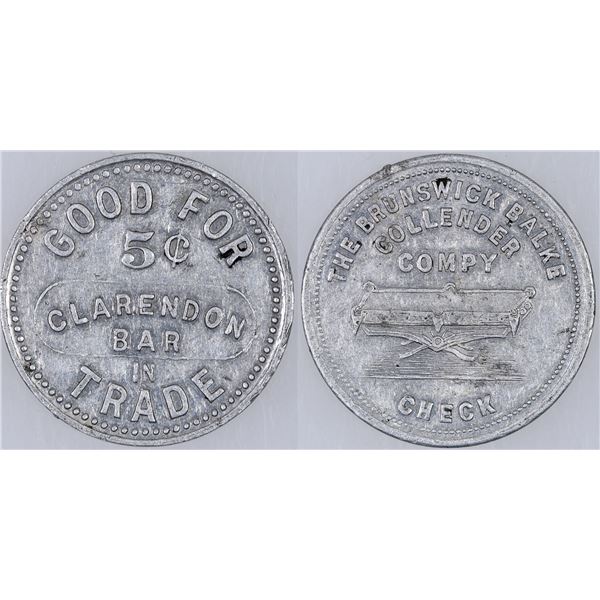 GOOD FOR
5¢
CLARENDON
BAR
IN
TRADE
THE BRUNSWICK BALKE
COLLENDER
COMPY
CHECK